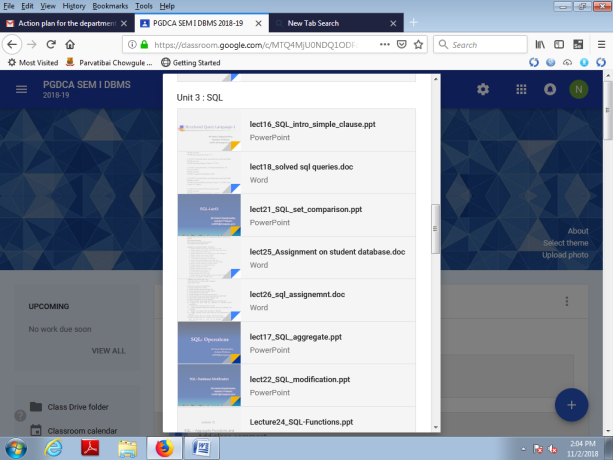 File Edit View History Bookmarks Tools Help
Action plan for the department
PGDCA SEM I DBMS 2018-19
New Tab Search
https://classroom.google.com/c/MTQ4MjU0NDQ1ODF
Search
Most Visited
Parvatibai Chowgule ...
Getting Started
PGDCA SEM I DBMS
2018-19
N
Unit 3 : SQL
lect16_SQL_intro_simple_clause.ppt
PowerPoint
lect18_solved sql queries.doc
Word
lect21_SQL_set_comparison.ppt
PowerPoint
lect25_Assignment on student database.doc
Word
lect26_sql_assignemnt.doc
Word
SQL: Operations
lect17_SQL_aggregate.ppt
PowerPoint
lect22_SQL_modification.ppt
PowerPoint
Lecture24_SQL-Functions.ppt
About
Select theme
Upload photo
UPCOMING
No work due soon
VIEW ALL
Class Drive folder
Classroom calendar
2:04 PM
11/2/2018